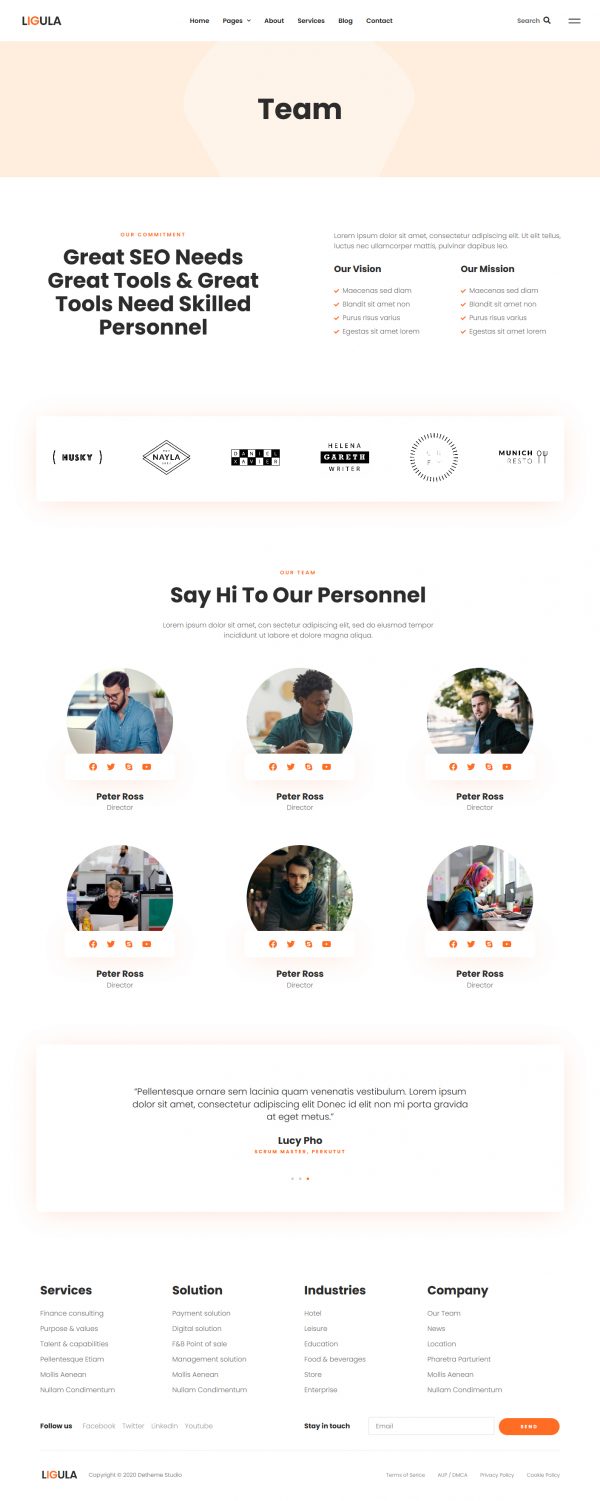 LIGULA
Home Pages About Services Blog Contact
Search
Team
OUR COMMITMENT
Great SEO Needs
Great Tools & Great
Tools Need Skilled
Personnel
Lorem ipsum dolor sit amet, consectetur adipiscing elit. Ut elit tellus,
luctus nec ullamcorper mattis, pulvinar dapibus leo.
Our Vision
Maecenas sed diam
Blandit sit amet non
Purus risus varius
Egestas sit amet lorem
Our Mission
Maecenas sed diam
Blandit sit amet non
Purus risus varius
Egestas sit amet lorem
HUSKY
NAYLA
DANIEL
XAVIER
HELENA
GARETH
WRITER
MUNICH
RESTO
OUR TEAM
Say Hi To Our Personnel
Lorem ipsum dolor sit amet, con sectetur adipiscing elit, sed do eiusmod tempor
incididunt ut labore et dolore magna aliqua.
Peter Ross
Director
Peter Ross
Director
Peter Ross
Director
Peter Ross
Director
Peter Ross
Director
Peter Ross
Director
“Pellentesque ornare sem lacinia quam venenatis vestibulum. Lorem ipsum
dolor sit amet, consectetur adipiscing elit Donec id elit non mi porta gravida
at eget metus.”
Lucy Pho
SCRUM MASTER, PERKUTUT
Services
Finance consulting
Purpose & values
Talent & capabilities
Pellentesque Etiam
Mollis Aenean
Nullam Condimentum
Solution
Payment solution
Digital solution
F&B Point of sale
Management solution
Mollis Aenean
Nullam Condimentum
Industries
Hotel
Leisure
Education
Food & beverages
Store
Enterprise
Company
Our Team
News
Location
Pharetra Parturient
Mollis Aenean
Nullam Condimentum
Follow us Facebook Twitter Linkedin Youtube
Stay in touch Email SEND
LIGULA Copyright © 2020 Detheme Studio
Terms of Serice AUP / DMCA Privacy Policy Cookie Policy